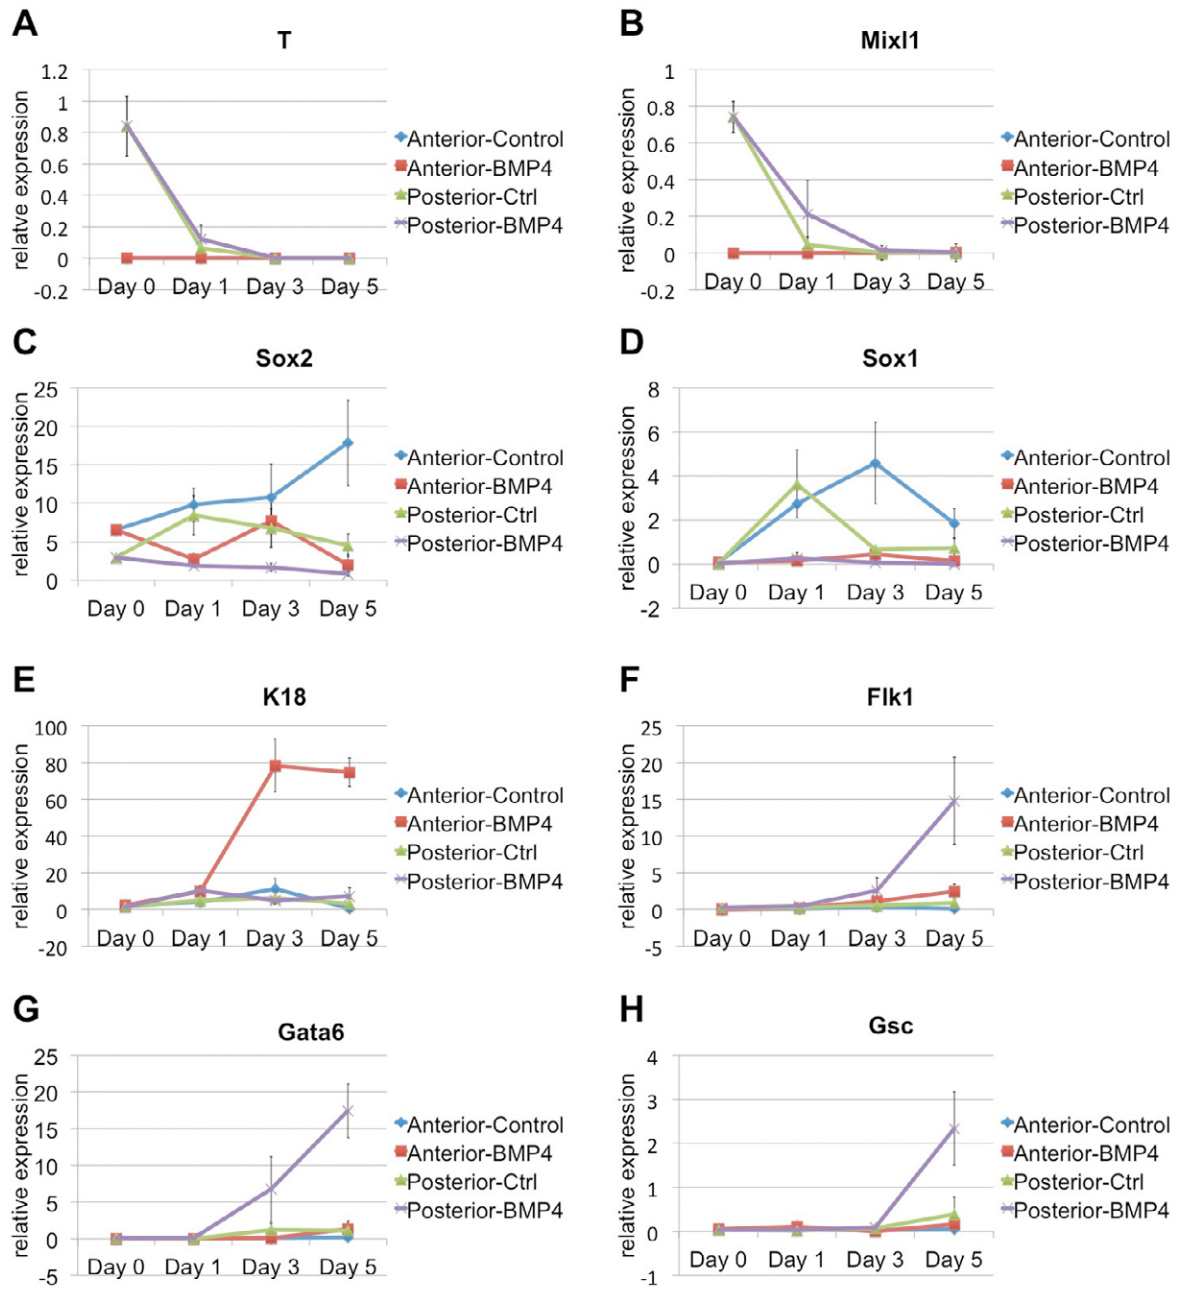 A
T
relative expression
1.2
1
0.8
0.6
0.4
0.2
0
-0.2
Day 0 Day 1 Day 3 Day 5
Anterior-Control
Anterior-BMP4
Posterior-Ctrl
Posterior-BMP4
B
Mixl1
relative expression
1
0.8
0.6
0.4
0.2
0
-0.2
Day 0 Day 1 Day 3 Day 5
Anterior-Control
Anterior-BMP4
Posterior-Ctrl
Posterior-BMP4
C
Sox2
relative expression
25
20
15
10
5
0
Day 0 Day 1 Day 3 Day 5
Anterior-Control
Anterior-BMP4
Posterior-Ctrl
Posterior-BMP4
D
Sox1
relative expression
8
6
4
2
0
-2
Day 0 Day 1 Day 3 Day 5
Anterior-Control
Anterior-BMP4
Posterior-Ctrl
Posterior-BMP4
E
K18
relative expression
100
80
60
40
20
0
-20
Day 0 Day 1 Day 3 Day 5
Anterior-Control
Anterior-BMP4
Posterior-Ctrl
Posterior-BMP4
F
Flk1
relative expression
25
20
15
10
5
0
-5
Day 0 Day 1 Day 3 Day 5
Anterior-Control
Anterior-BMP4
Posterior-Ctrl
Posterior-BMP4
G
Gata6
relative expression
25
20
15
10
5
0
-5
Day 0 Day 1 Day 3 Day 5
Anterior-Control
Anterior-BMP4
Posterior-Ctrl
Posterior-BMP4
H
Gsc
relative expression
4
3
2
1
0
-1
Day 0 Day 1 Day 3 Day 5
Anterior-Control
Anterior-BMP4
Posterior-Ctrl
Posterior-BMP4